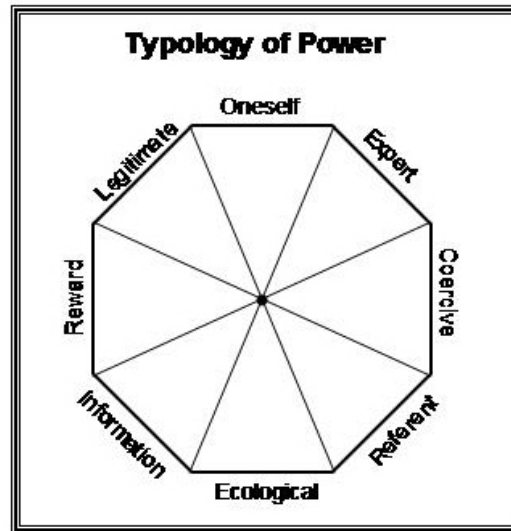 Typology of Power
Oneself
Legitimate
Expert
Reward
Coercive
Information
Referent
Ecological